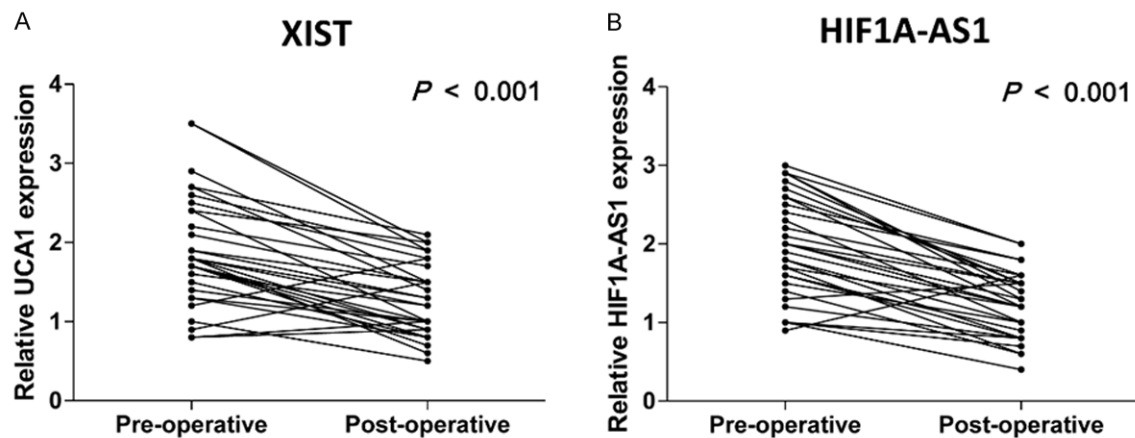 A
XIST
P < 0.001
Relative UCA1 expression
4
3
2
1
0
Pre-operative
Post-operative
B
HIF1A-AS1
P < 0.001
Relative HIF1A-AS1 expression
4
3
2
1
0
Pre-operative
Post-operative